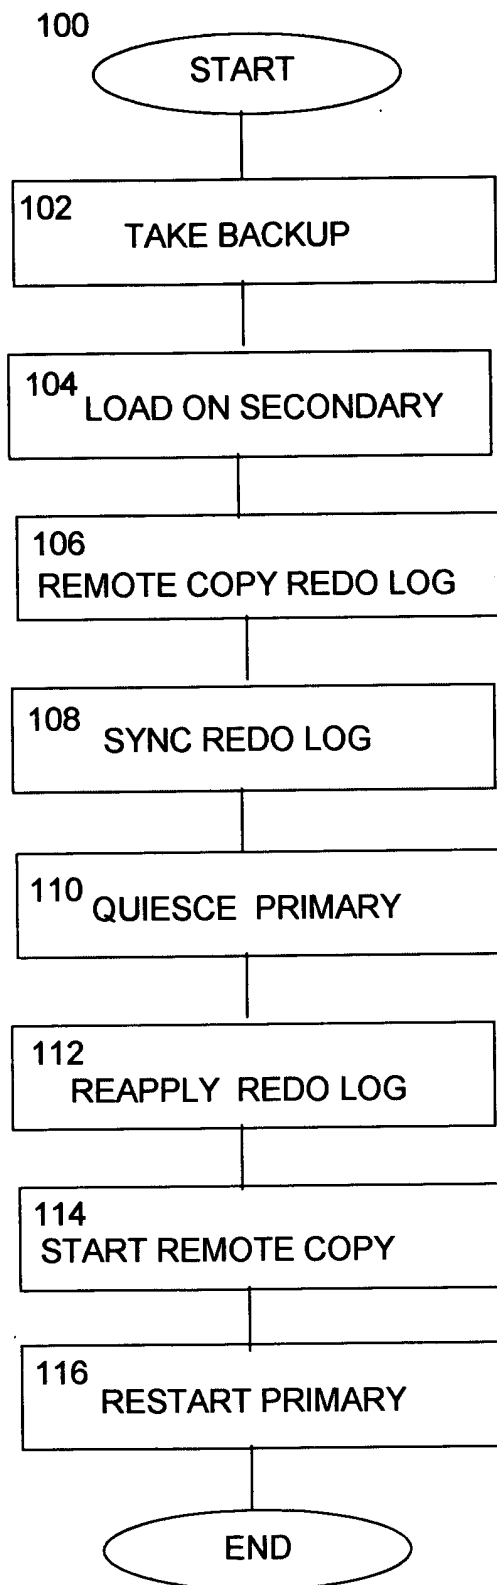 100
START
102
TAKE BACKUP
104
LOAD ON SECONDARY
106
REMOTE COPY REDO LOG
108
SYNC REDO LOG
110
QUIESCE PRIMARY
112
REAPPLY REDO LOG
114
START REMOTE COPY
116
RESTART PRIMARY
END